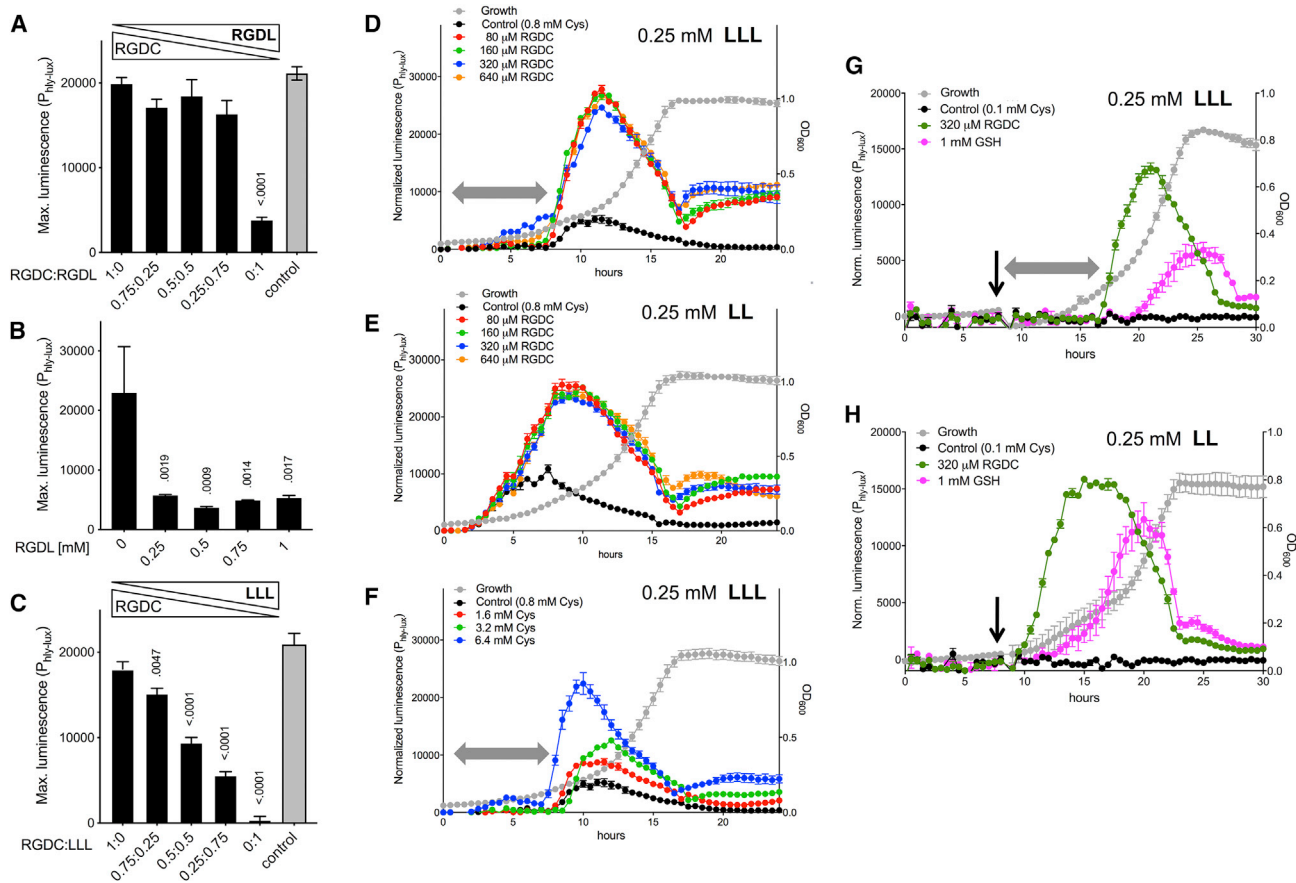 A
RGDL
RGDC
Max. luminescence (Phly-lux)
20000
15000
10000
5000
0
<.0001
RGDC:RGDL
1:0
0.75:0.25
0.5:0.5
0.25:0.75
0:1
control
B
Max. luminescence (Phly-lux)
30000
20000
10000
0
.0019
.0009
.0014
.0017
RGDL [mM]
0
0.25
0.5
0.75
1
C
LLL
RGDC
Max. luminescence (Phly-lux)
20000
10000
0
.0047
<.0001
<.0001
<.0001
RGDC:LLL
1:0
0.75:0.25
0.5:0.5
0.25:0.75
0:1
control
D
Growth
Control (0.8 mM Cys)
80 µM RGDC
160 µM RGDC
320 µM RGDC
640 µM RGDC
0.25 mM LLL
Normalized luminescence (Phly-lux)
40000
30000
20000
10000
0
1.0
0.5
0.0
OD600
0
5
10
15
20
hours
E
Growth
Control (0.8 mM Cys)
80 µM RGDC
160 µM RGDC
320 µM RGDC
640 µM RGDC
0.25 mM LL
Normalized luminescence (Phly-lux)
40000
30000
20000
10000
0
1.0
0.5
0.0
OD600
0
5
10
15
20
hours
F
Growth
Control (0.8 mM Cys)
1.6 mM Cys
3.2 mM Cys
6.4 mM Cys
0.25 mM LLL
Normalized luminescence (Phly-lux)
40000
30000
20000
10000
0
1.0
0.5
0.0
OD600
0
5
10
15
20
hours
G
Growth
Control (0.1 mM Cys)
320 µM RGDC
1 mM GSH
0.25 mM LLL
Norm. luminescence (Phly-lux)
20000
15000
10000
5000
0
1.0
0.8
0.6
0.4
0.2
0.0
OD600
0
5
10
15
20
25
30
hours
H
Growth
Control (0.1 mM Cys)
320 µM RGDC
1 mM GSH
0.25 mM LL
Norm. luminescence (Phly-lux)
20000
15000
10000
5000
0
1.0
0.8
0.6
0.4
0.2
0.0
OD600
0
5
10
15
20
25
30
hours